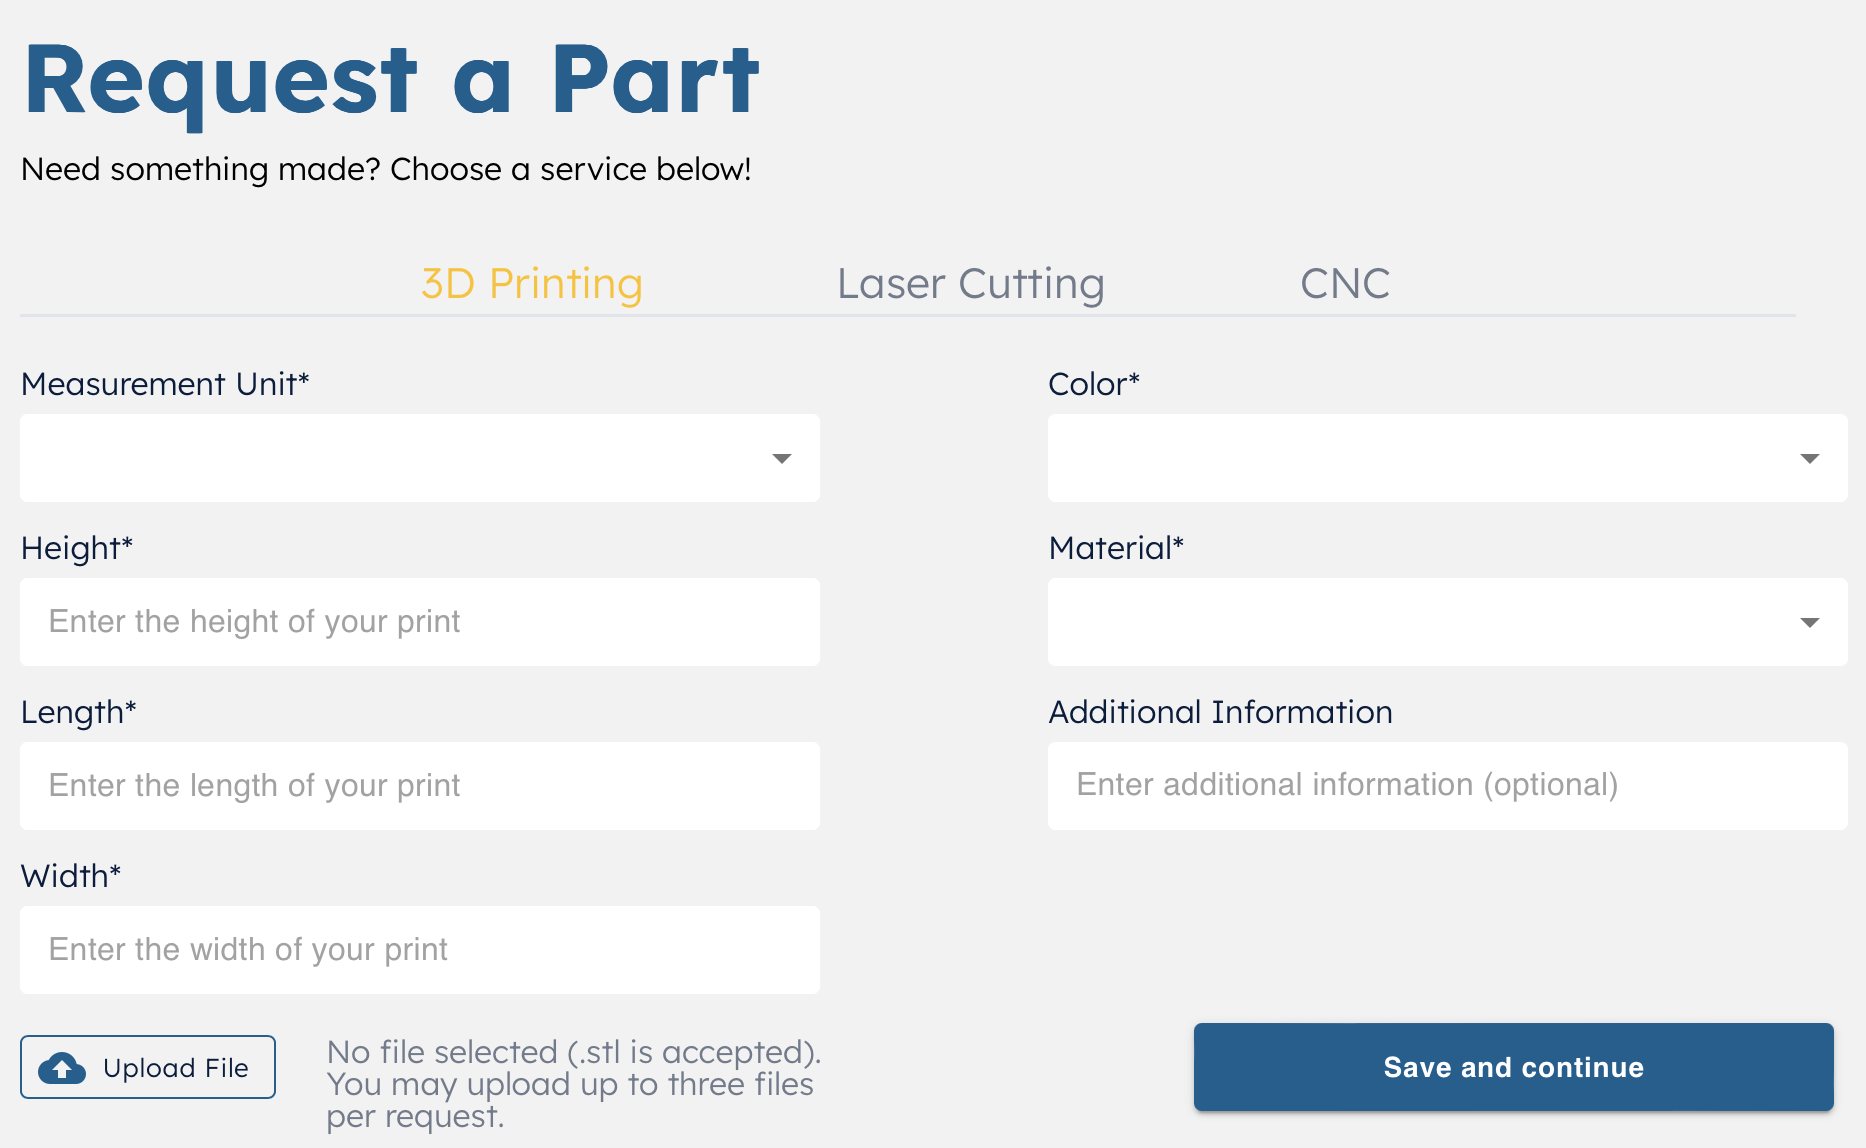 Request a Part
Need something made? Choose a service below!
3D Printing
Laser Cutting
CNC
Measurement Unit*
Color*
Height*
Enter the height of your print
Material*
Length*
Enter the length of your print
Additional Information
Enter additional information (optional)
Width*
Enter the width of your print
Upload File
No file selected (.stl is accepted).
You may upload up to three files
per request.
Save and continue